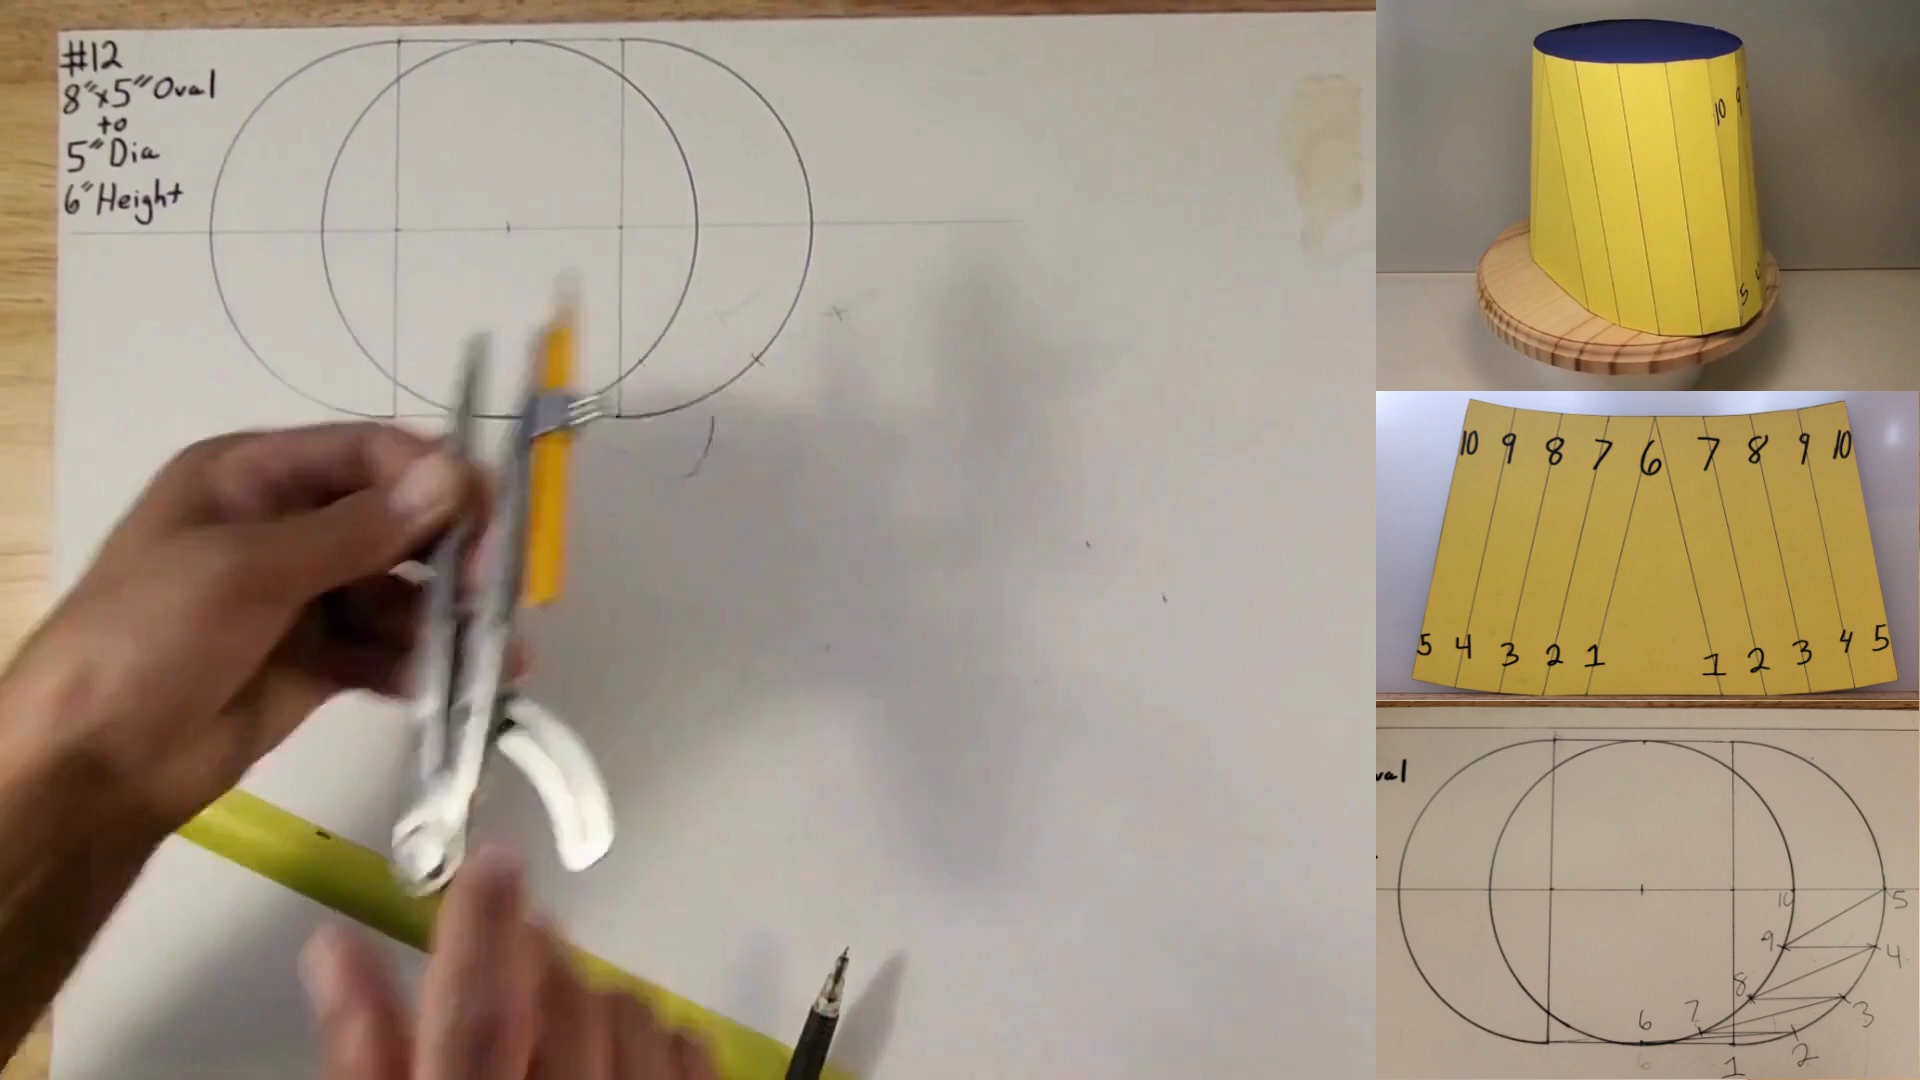 #12
8"x5" Oval
to
5" Dia
6" Height
10 9
5
10 9 8 7 6 7 8 9 10
5 4 3 2 1 1 2 3 4 5
val
10 5
9 4
8 3
7
6
6 1 2